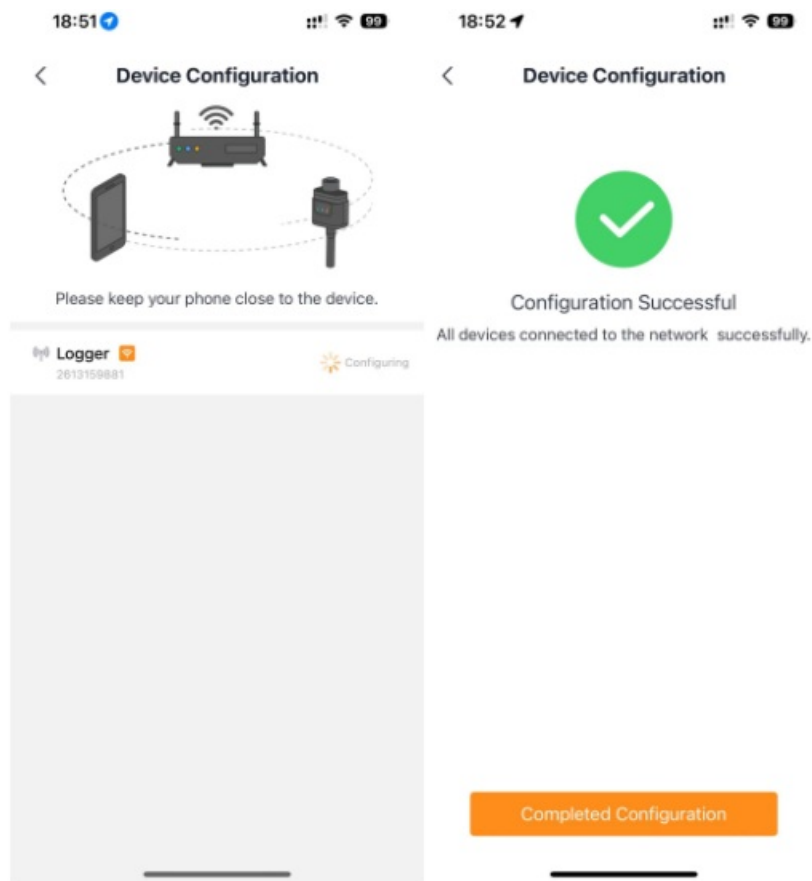 18:51
99
Device Configuration
Please keep your phone close to the device.
Logger
2613159881
Configuring
18:52
99
Device Configuration
Configuration Successful
All devices connected to the network successfully.
Completed Configuration